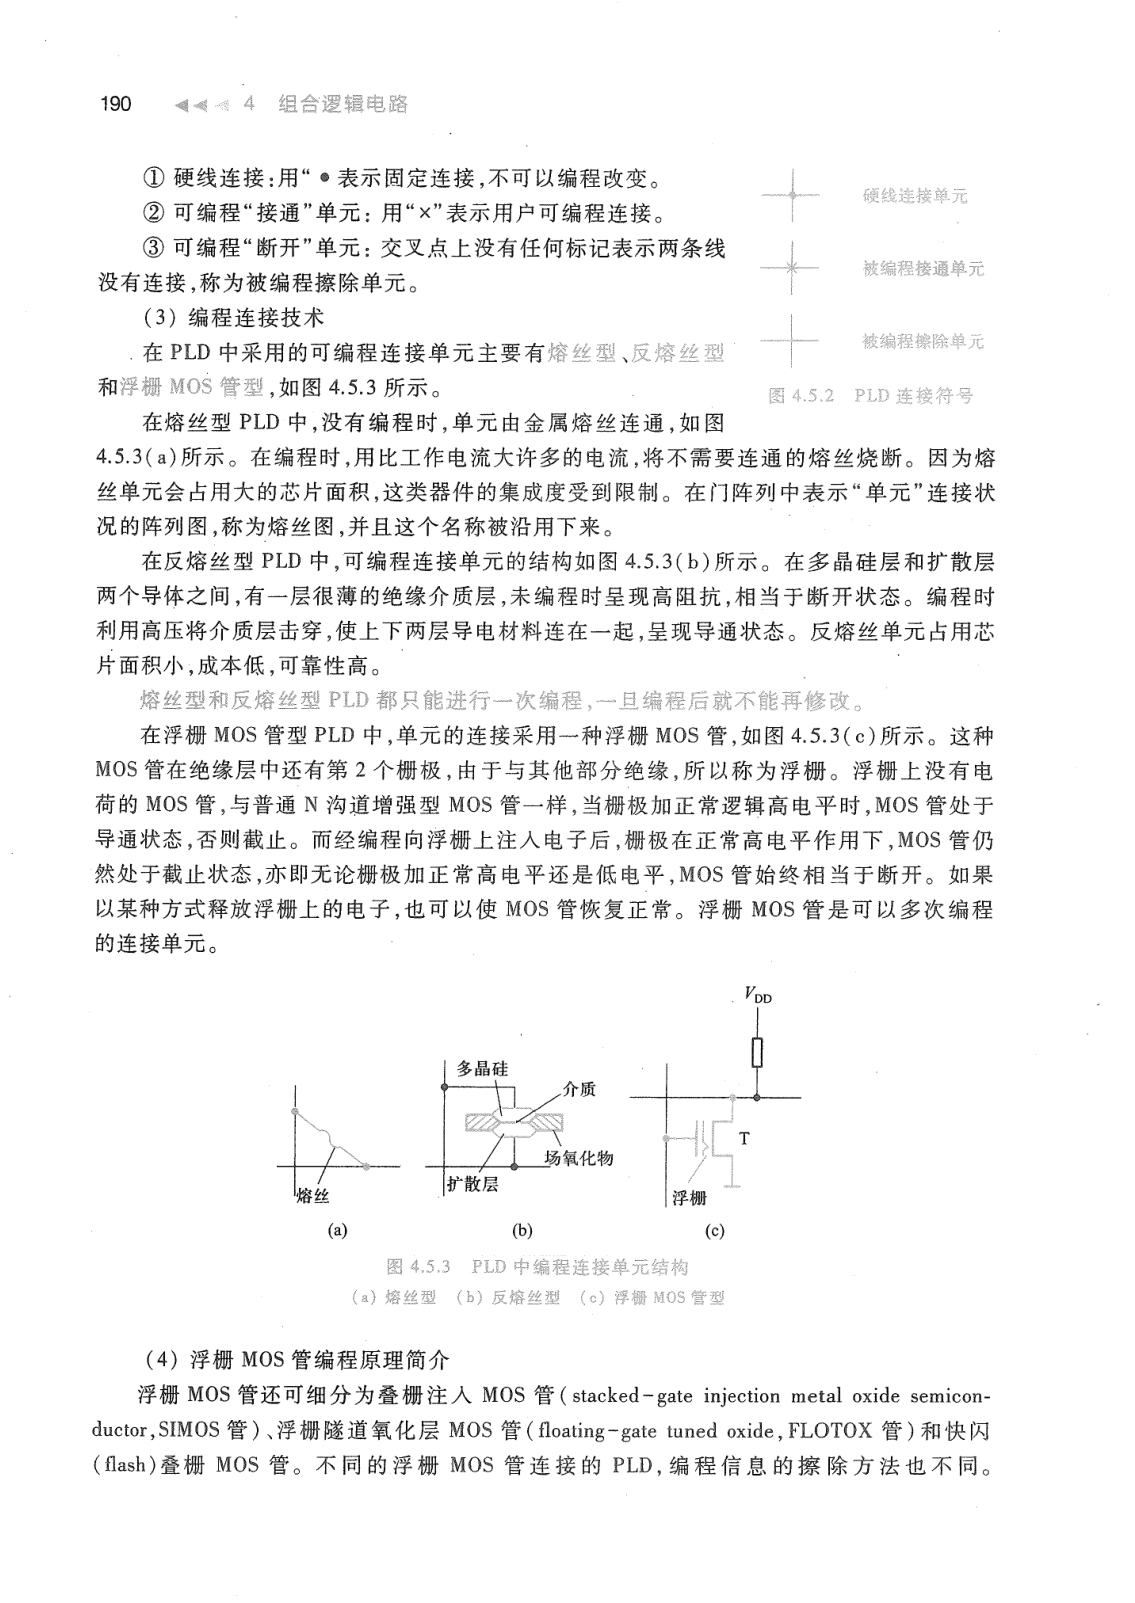 190 4 组合逻辑电路
① 硬线连接:用“ ● 表示固定连接,不可以编程改变。
② 可编程“接通”单元: 用“×”表示用户可编程连接。
③ 可编程“断开”单元: 交叉点上没有任何标记表示两条线
没有连接,称为被编程擦除单元。
(3) 编程连接技术
在 PLD 中采用的可编程连接单元主要有熔丝型、反熔丝型
和浮栅 MOS 管型,如图 4.5.3 所示。
硬线连接单元
被编程接通单元
被编程擦除单元
图 4.5.2 PLD 连接符号
在熔丝型 PLD 中,没有编程时,单元由金属熔丝连通,如图
4.5.3(a)所示。在编程时,用比工作电流大许多的电流,将不需要连通的熔丝烧断。因为熔
丝单元会占用大的芯片面积,这类器件的集成度受到限制。在门阵列中表示“单元”连接状
况的阵列图,称为熔丝图,并且这个名称被沿用下来。
在反熔丝型 PLD 中,可编程连接单元的结构如图 4.5.3(b)所示。在多晶硅层和扩散层
两个导体之间,有一层很薄的绝缘介质层,未编程时呈现高阻抗,相当于断开状态。编程时
利用高压将介质层击穿,使上下两层导电材料连在一起,呈现导通状态。反熔丝单元占用芯
片面积小,成本低,可靠性高。
熔丝型和反熔丝型 PLD 都只能进行一次编程,一旦编程后就不能再修改。
在浮栅 MOS 管型 PLD 中,单元的连接采用一种浮栅 MOS 管,如图 4.5.3(c)所示。这种
MOS 管在绝缘层中还有第 2 个栅极,由于与其他部分绝缘,所以称为浮栅。浮栅上没有电
荷的 MOS 管,与普通 N 沟道增强型 MOS 管一样,当栅极加正常逻辑高电平时,MOS 管处于
导通状态,否则截止。而经编程向浮栅上注入电子后,栅极在正常高电平作用下,MOS 管仍
然处于截止状态,亦即无论栅极加正常高电平还是低电平,MOS 管始终相当于断开。如果
以某种方式释放浮栅上的电子,也可以使 MOS 管恢复正常。浮栅 MOS 管是可以多次编程
的连接单元。
熔丝
(a)
多晶硅
介质
场氧化物
扩散层
(b)
VDD
T
浮栅
(c)
图 4.5.3 PLD 中编程连接单元结构
(a) 熔丝型 (b) 反熔丝型 (c) 浮栅 MOS 管型
(4) 浮栅 MOS 管编程原理简介
浮栅 MOS 管还可细分为叠栅注入 MOS 管(stacked-gate injection metal oxide semicon-
ductor,SIMOS 管)、浮栅隧道氧化层 MOS 管(floating-gate tuned oxide,FLOTOX 管)和快闪
(flash)叠栅 MOS 管。不同的浮栅 MOS 管连接的 PLD,编程信息的擦除方法也不同。